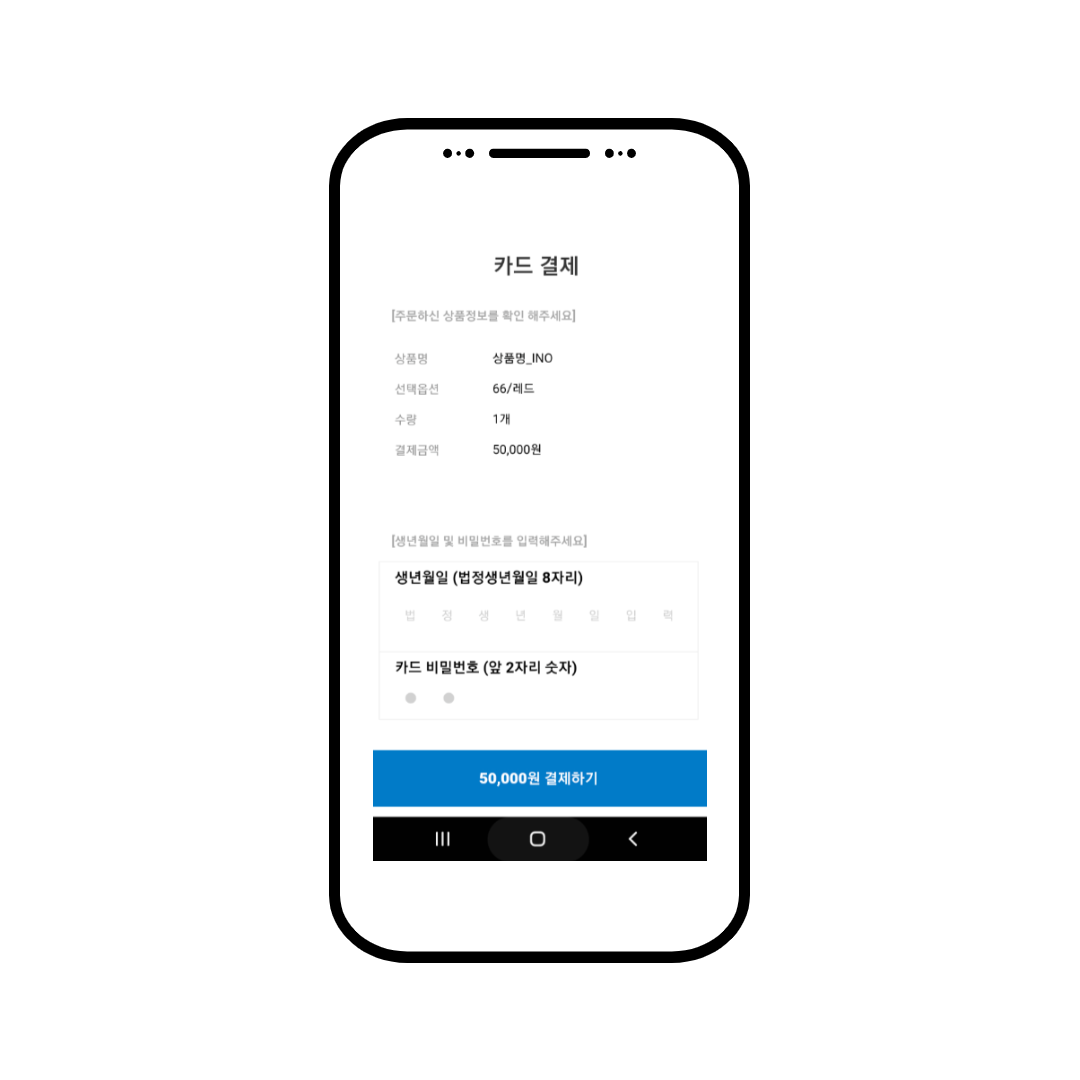 카드 결제
[주문하신 상품정보를 확인 해주세요]
상품명 상품명_INO
선택옵션 66/레드
수량 1개
결제금액 50,000원
[생년월일 및 비밀번호를 입력해주세요]
생년월일 (법정생년월일 8자리)
법 정 생 년 월 일 입 력
카드 비밀번호 (앞 2자리 숫자)
50,000원 결제하기